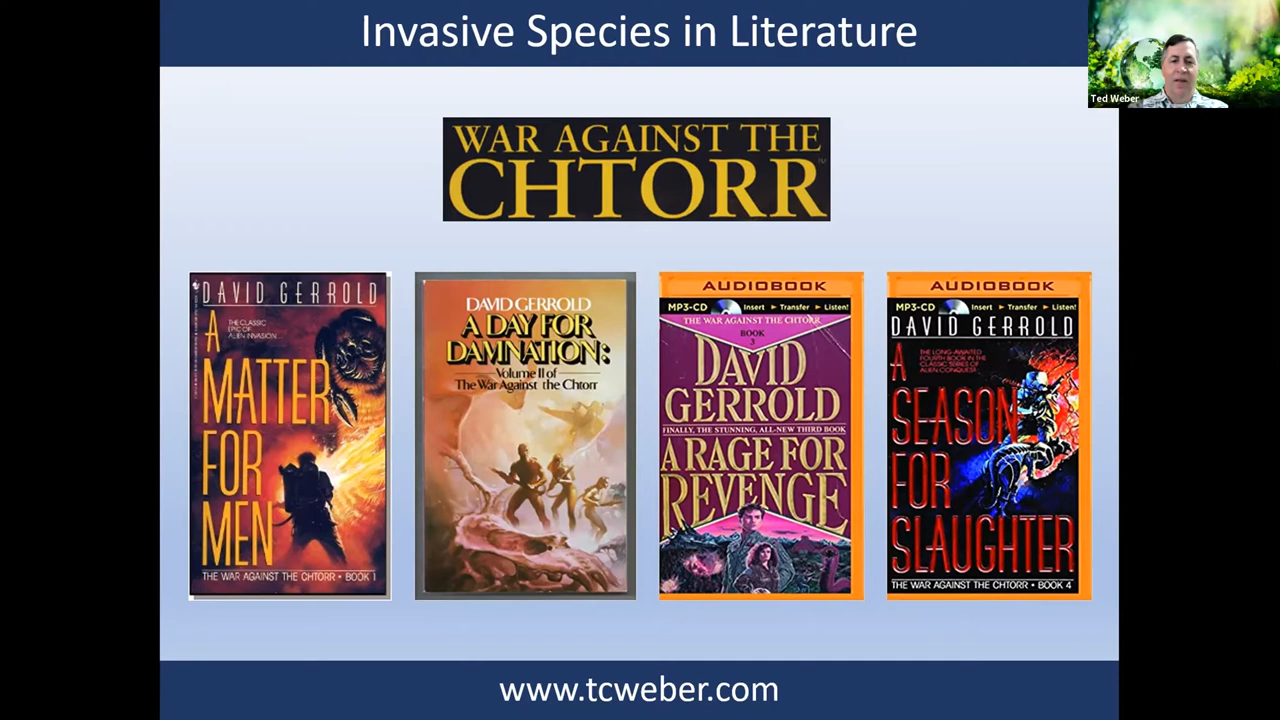 Invasive Species in Literature
Ted Weber
WAR AGAINST THE
CHTORR™
DAVID GERROLD
THE CLASSIC
EPIC OF
ALIEN INVASION...
A
MATTER
FOR
MEN
THE WAR AGAINST THE CHTORR • BOOK 1
DAVID GERROLD
A DAY FOR
DAMNATION:
Volume II of
The War Against the Chtorr
AUDIOBOOK
MP3-CD Insert ► Transfer ► Listen!
THE WAR AGAINST THE CHTORR
BOOK
3
DAVID
GERROLD
FINALLY, THE STUNNING, ALL-NEW THIRD BOOK
A RAGE FOR
REVENGE
AUDIOBOOK
MP3-CD Insert ► Transfer ► Listen!
DAVID GERROLD
THE LONG-AWAITED
FOURTH BOOK IN THE
CLASSIC SERIES OF
ALIEN CONQUEST
A
SEASON
FOR
SLAUGHTER
THE WAR AGAINST THE CHTORR • BOOK 4
www.tcweber.com